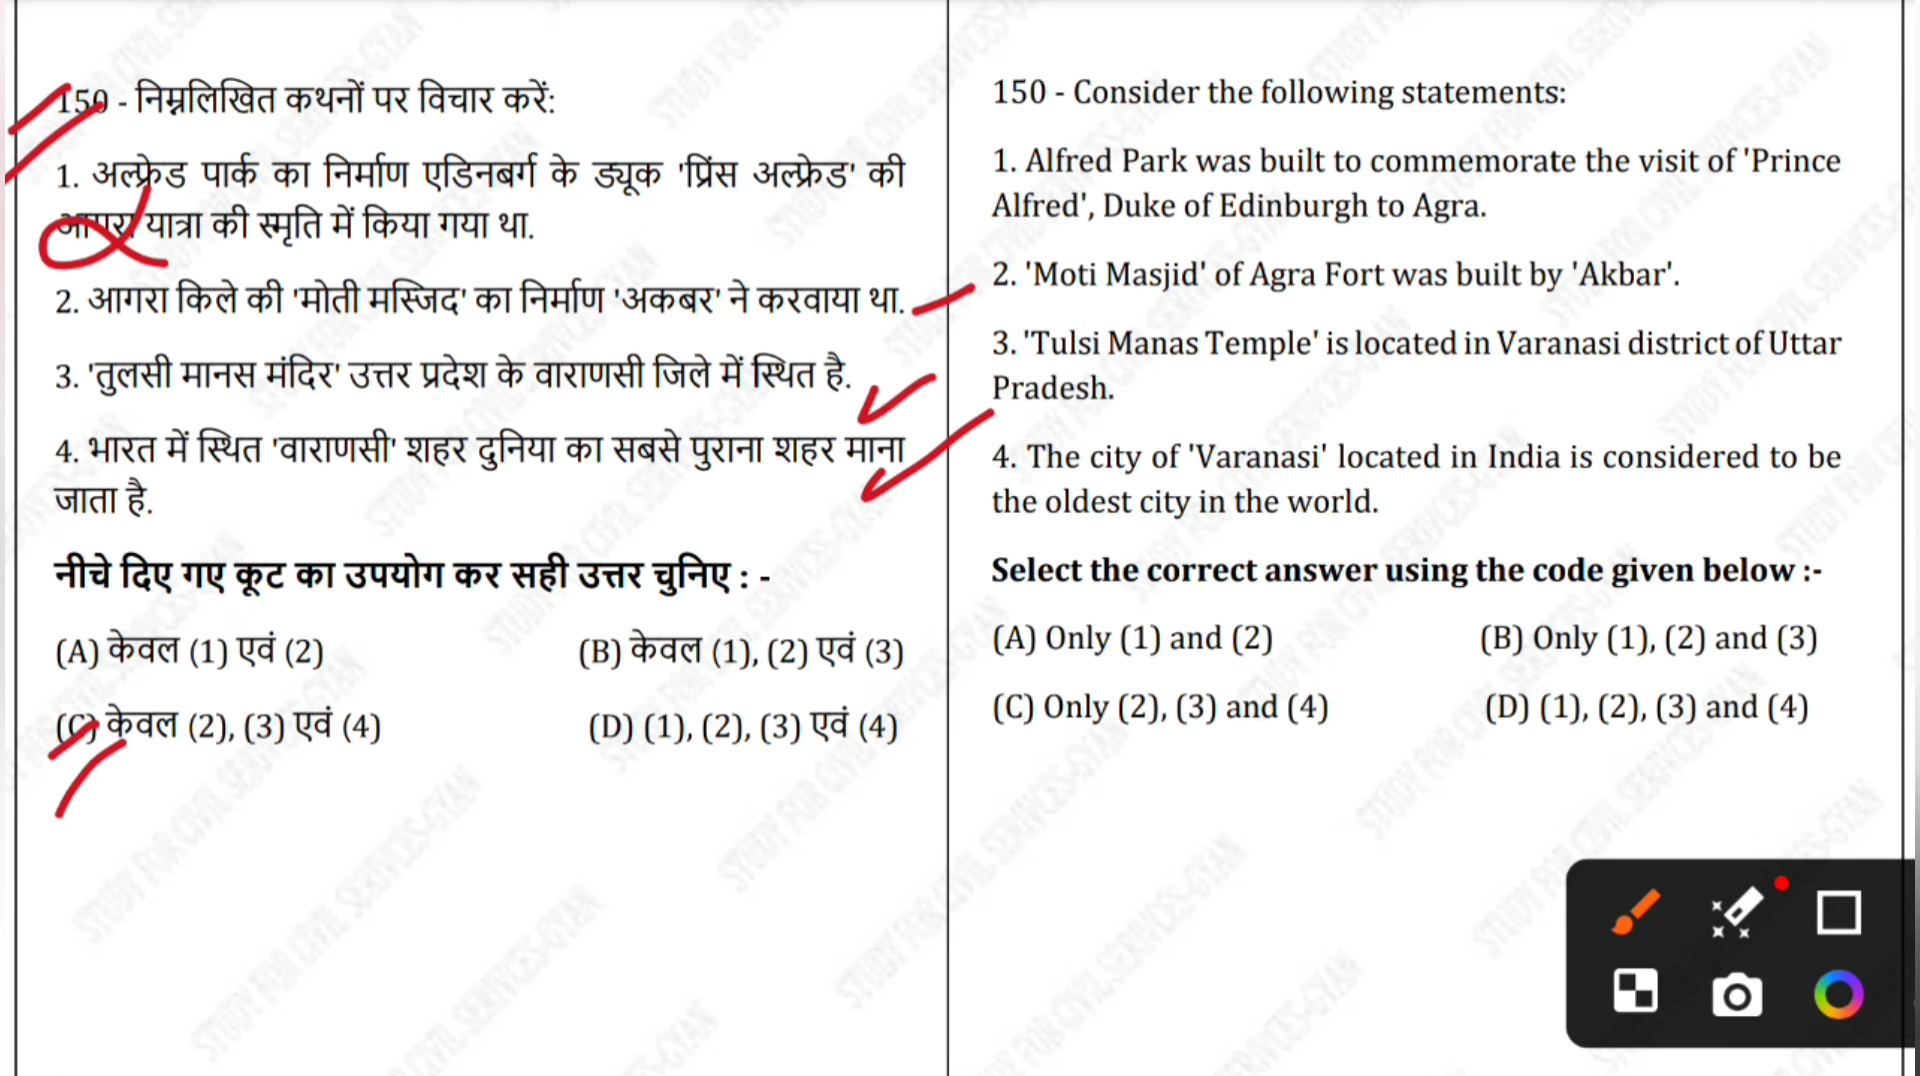 150 - निम्नलिखित कथनों पर विचार करें:
1. अल्फ्रेड पार्क का निर्माण एडिनबर्ग के ड्यूक 'प्रिंस अल्फ्रेड' की
आगरा यात्रा की स्मृति में किया गया था.
2. आगरा किले की 'मोती मस्जिद' का निर्माण 'अकबर' ने करवाया था.
3. 'तुलसी मानस मंदिर' उत्तर प्रदेश के वाराणसी जिले में स्थित है.
4. भारत में स्थित 'वाराणसी' शहर दुनिया का सबसे पुराना शहर माना
जाता है.
नीचे दिए गए कूट का उपयोग कर सही उत्तर चुनिए : -
(A) केवल (1) एवं (2) (B) केवल (1), (2) एवं (3)
(C) केवल (2), (3) एवं (4) (D) (1), (2), (3) एवं (4)
150 - Consider the following statements:
1. Alfred Park was built to commemorate the visit of 'Prince
Alfred', Duke of Edinburgh to Agra.
2. 'Moti Masjid' of Agra Fort was built by 'Akbar'.
3. 'Tulsi Manas Temple' is located in Varanasi district of Uttar
Pradesh.
4. The city of 'Varanasi' located in India is considered to be
the oldest city in the world.
Select the correct answer using the code given below :-
(A) Only (1) and (2) (B) Only (1), (2) and (3)
(C) Only (2), (3) and (4) (D) (1), (2), (3) and (4)